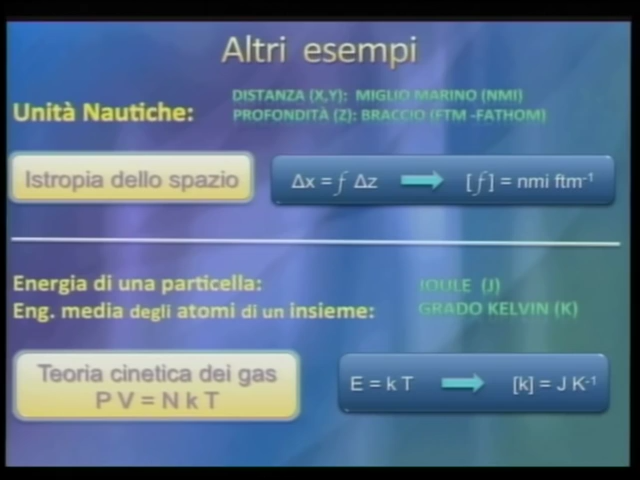 Altri esempi
Unità Nautiche:
DISTANZA (X,Y): MIGLIO MARINO (NMI)
PROFONDITÀ (Z): BRACCIO (FTM -FATHOM)
Istropia dello spazio
Δx = f Δz [ f ] = nmi ftm⁻¹
Energia di una particella: JOULE (J)
Eng. media degli atomi di un insieme: GRADO KELVIN (K)
Teoria cinetica dei gas
P V = N k T
E = k T [k] = J K⁻¹